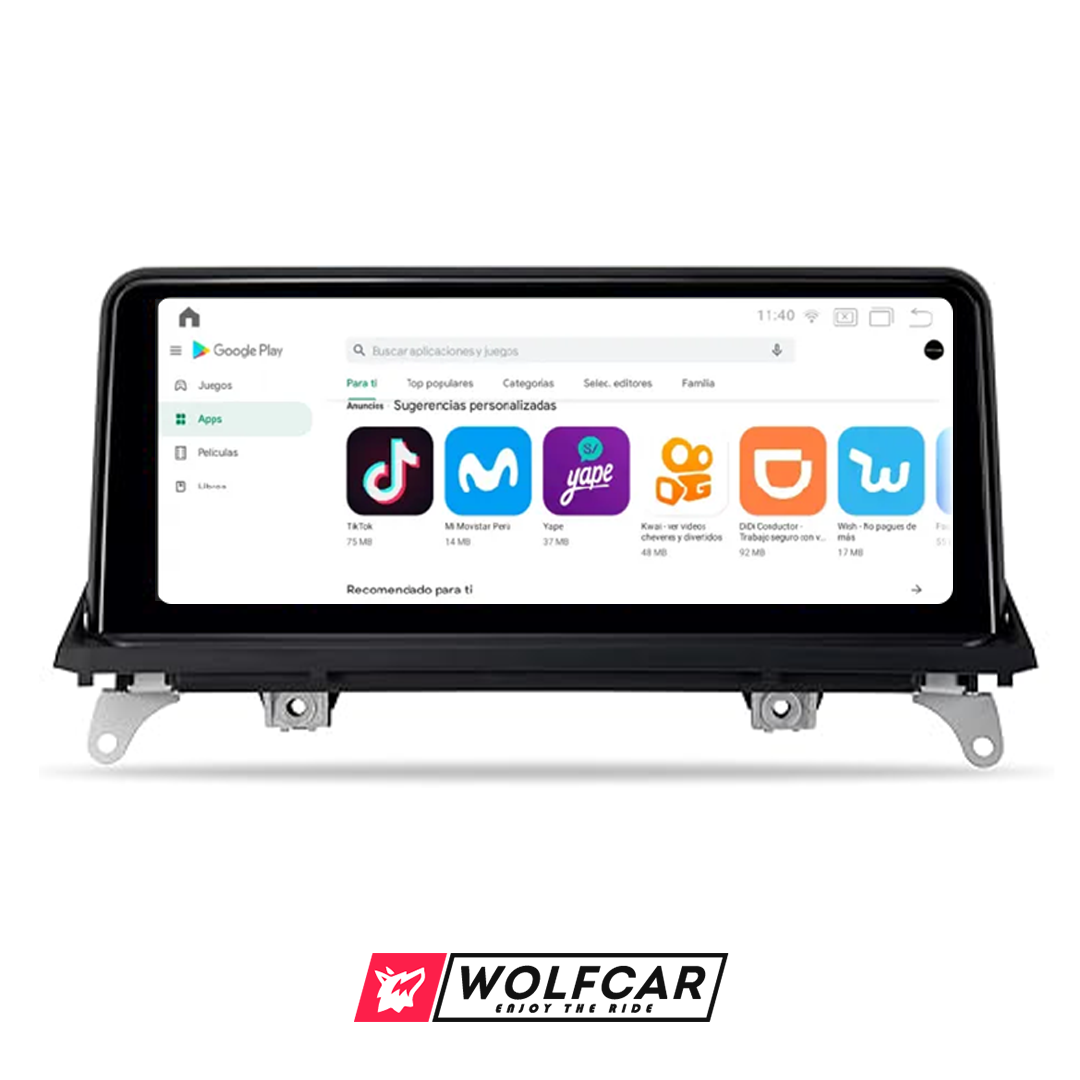 11:40
Google Play
Buscar aplicaciones y juegos
Juegos
Apps
Películas
Libros
Para ti Top populares Categorías Selec. editores Familia
Anuncios · Sugerencias personalizadas
S/
yape
TikTok
75 MB
Mi Movistar Perú
14 MB
Yape
37 MB
Kwai - ver videos
cheveres y divertidos
48 MB
DiDi Conductor -
Trabajo seguro con v...
92 MB
Wish - No pagues de
más
17 MB
Recomendado para ti
WOLFCAR
ENJOY THE RIDE